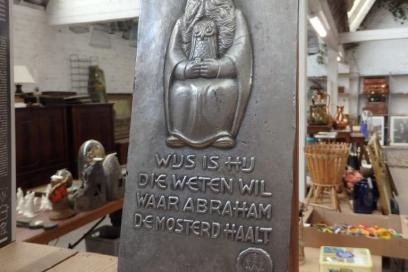 WIJS IS HIJ
DIE WETEN WIL
WAAR ABRAHAM
DE MOSTERD HAALT